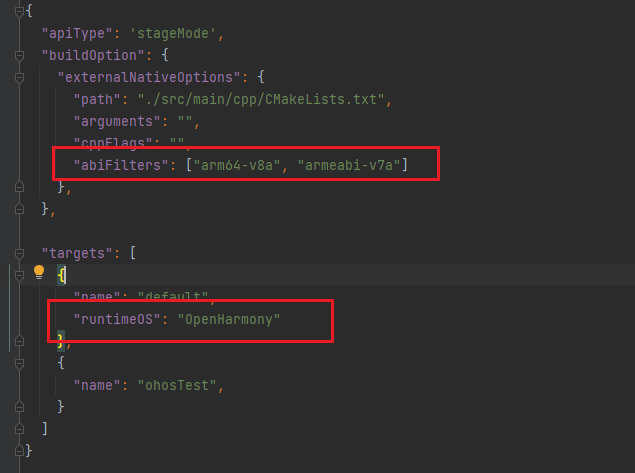 {
"apiType": 'stageMode',
"buildOption": {
"externalNativeOptions": {
"path": "./src/main/cpp/CMakeLists.txt",
"arguments": "",
"cppFlags": "",
"abiFilters": ["arm64-v8a", "armeabi-v7a"]
},
},
"targets": [
{
"name": "default",
"runtimeOS": "OpenHarmony"
},
{
"name": "ohosTest",
}
]
}